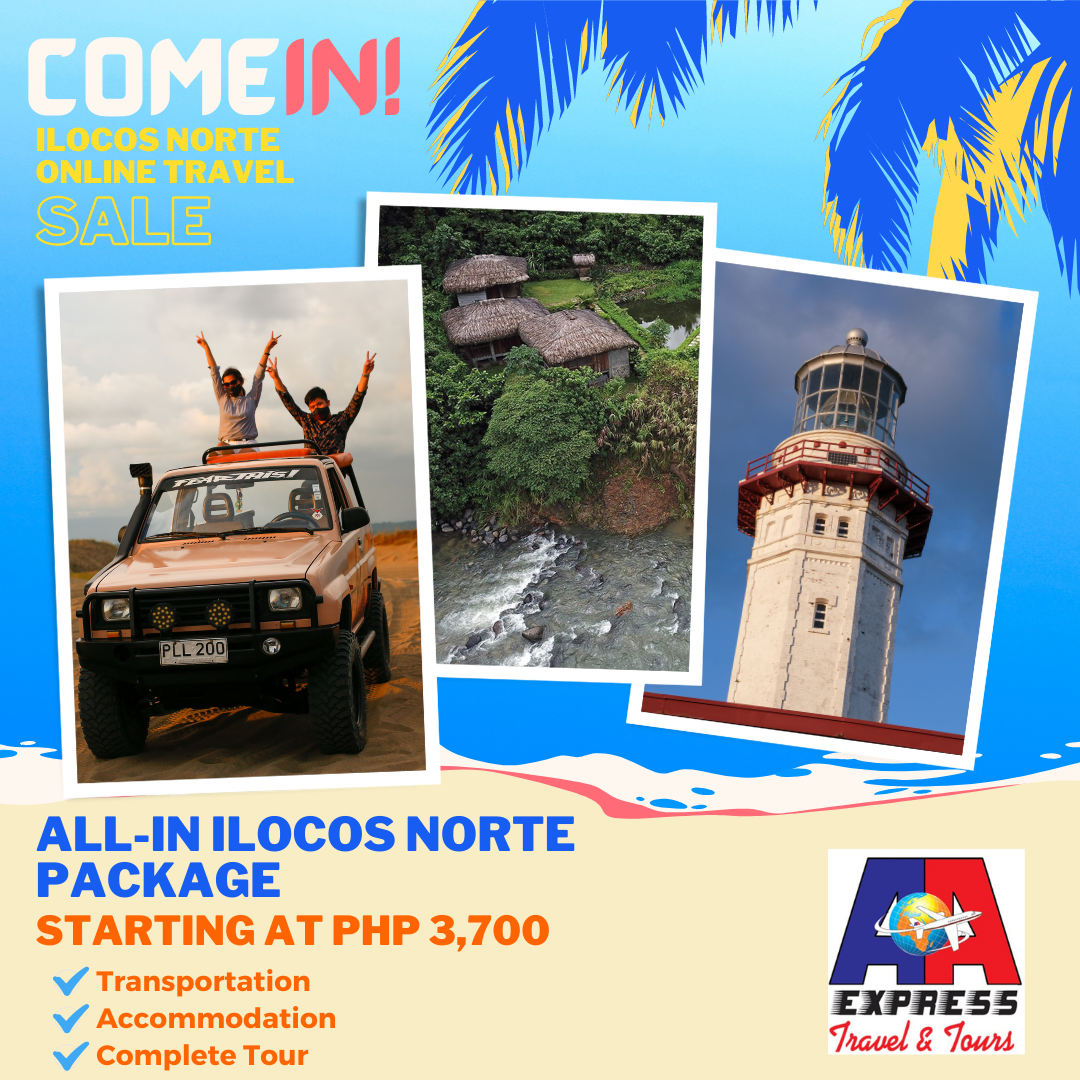 COMEIN!
ILOCOS NORTE
ONLINE TRAVEL
SALE
PLL 200
ALL-IN ILOCOS NORTE
PACKAGE
STARTING AT PHP 3,700
Transportation
Accommodation
Complete Tour
AA
EXPRESS
Travel & Tours